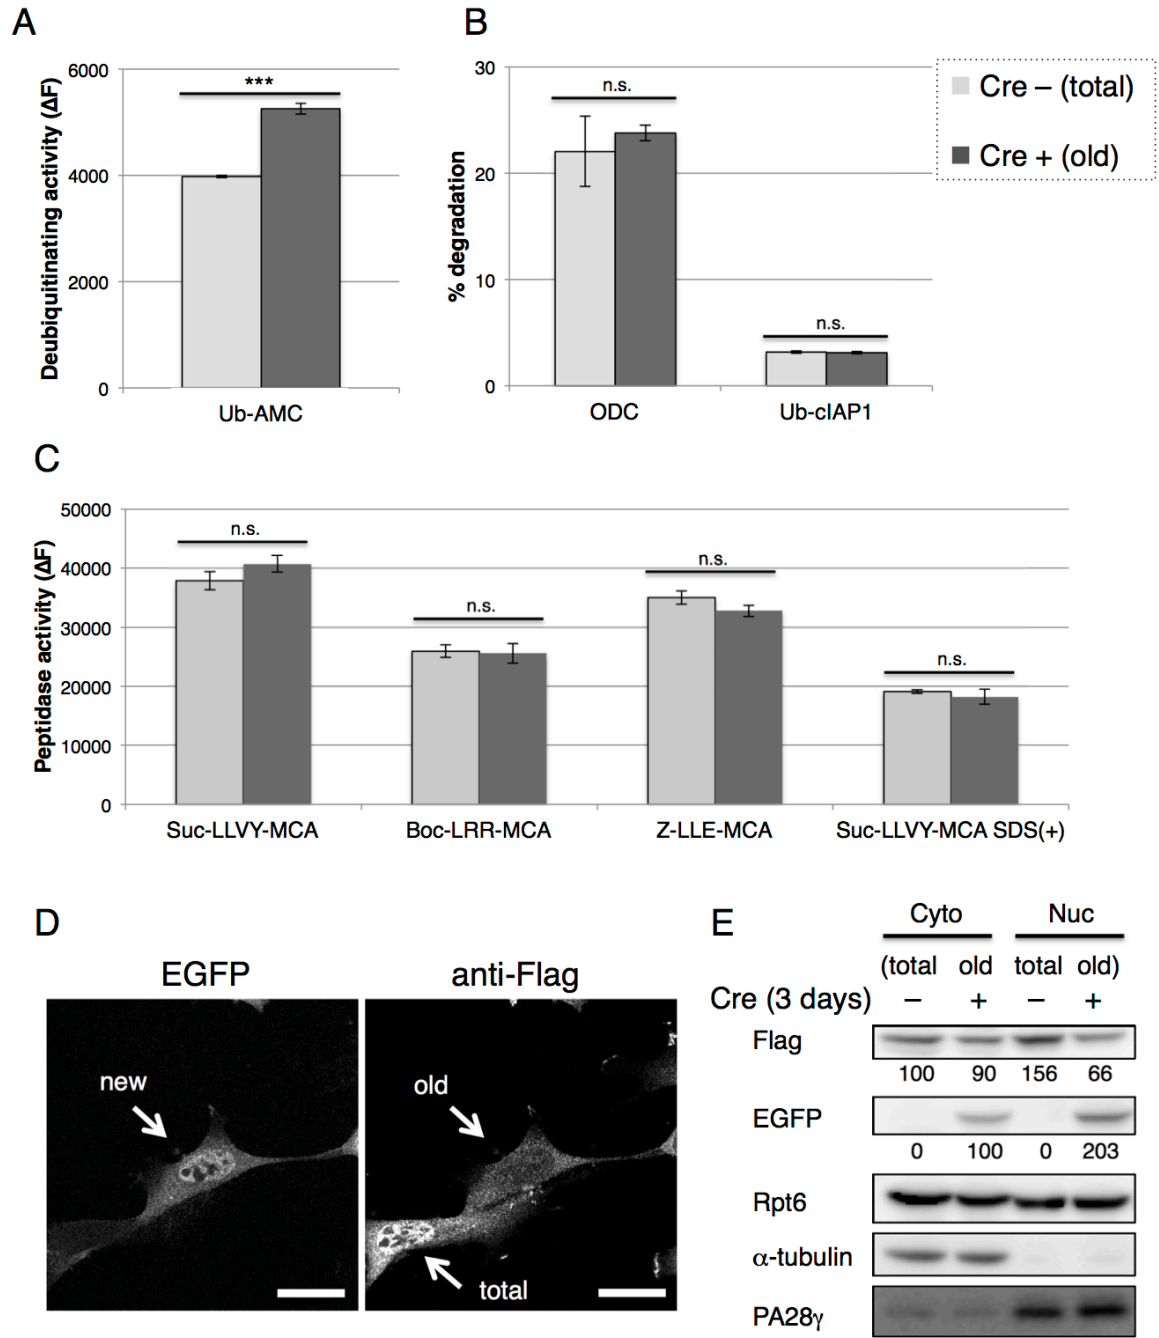 A
6000
4000
2000
0
Deubiquitinating activity (ΔF)
***
Ub-AMC
B
30
20
10
0
% degradation
n.s.
n.s.
ODC
Ub-cIAP1
Cre – (total)
Cre + (old)
C
50000
40000
30000
20000
10000
0
Peptidase activity (ΔF)
n.s.
n.s.
n.s.
n.s.
Suc-LLVY-MCA
Boc-LRR-MCA
Z-LLE-MCA
Suc-LLVY-MCA SDS(+)
D
EGFP
anti-Flag
new
old
total
E
Cyto Nuc
(total old total old)
Cre (3 days) – + – +
Flag
100 90 156 66
EGFP
0 100 0 203
Rpt6
α-tubulin
PA28γ